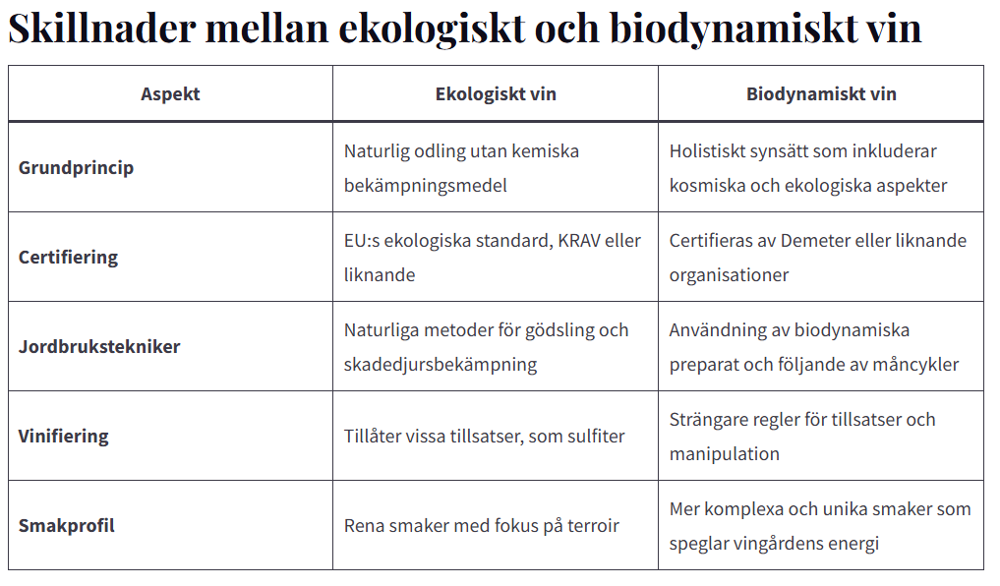 Skillnader mellan ekologiskt och biodynamiskt vin
Aspekt
Ekologiskt vin
Biodynamiskt vin
Grundprincip
Naturlig odling utan kemiska
bekämpningsmedel
Holistiskt synsätt som inkluderar
kosmiska och ekologiska aspekter
Certifiering
EU:s ekologiska standard, KRAV eller
liknande
Certifieras av Demeter eller liknande
organisationer
Jordbrukstekniker
Naturliga metoder för gödsling och
skadedjursbekämpning
Användning av biodynamiska
preparat och följande av måncykler
Vinifiering
Tillåter vissa tillsatser, som sulfiter
Strängare regler för tillsatser och
manipulation
Smakprofil
Rena smaker med fokus på terroir
Mer komplexa och unika smaker som
speglar vingårdens energi